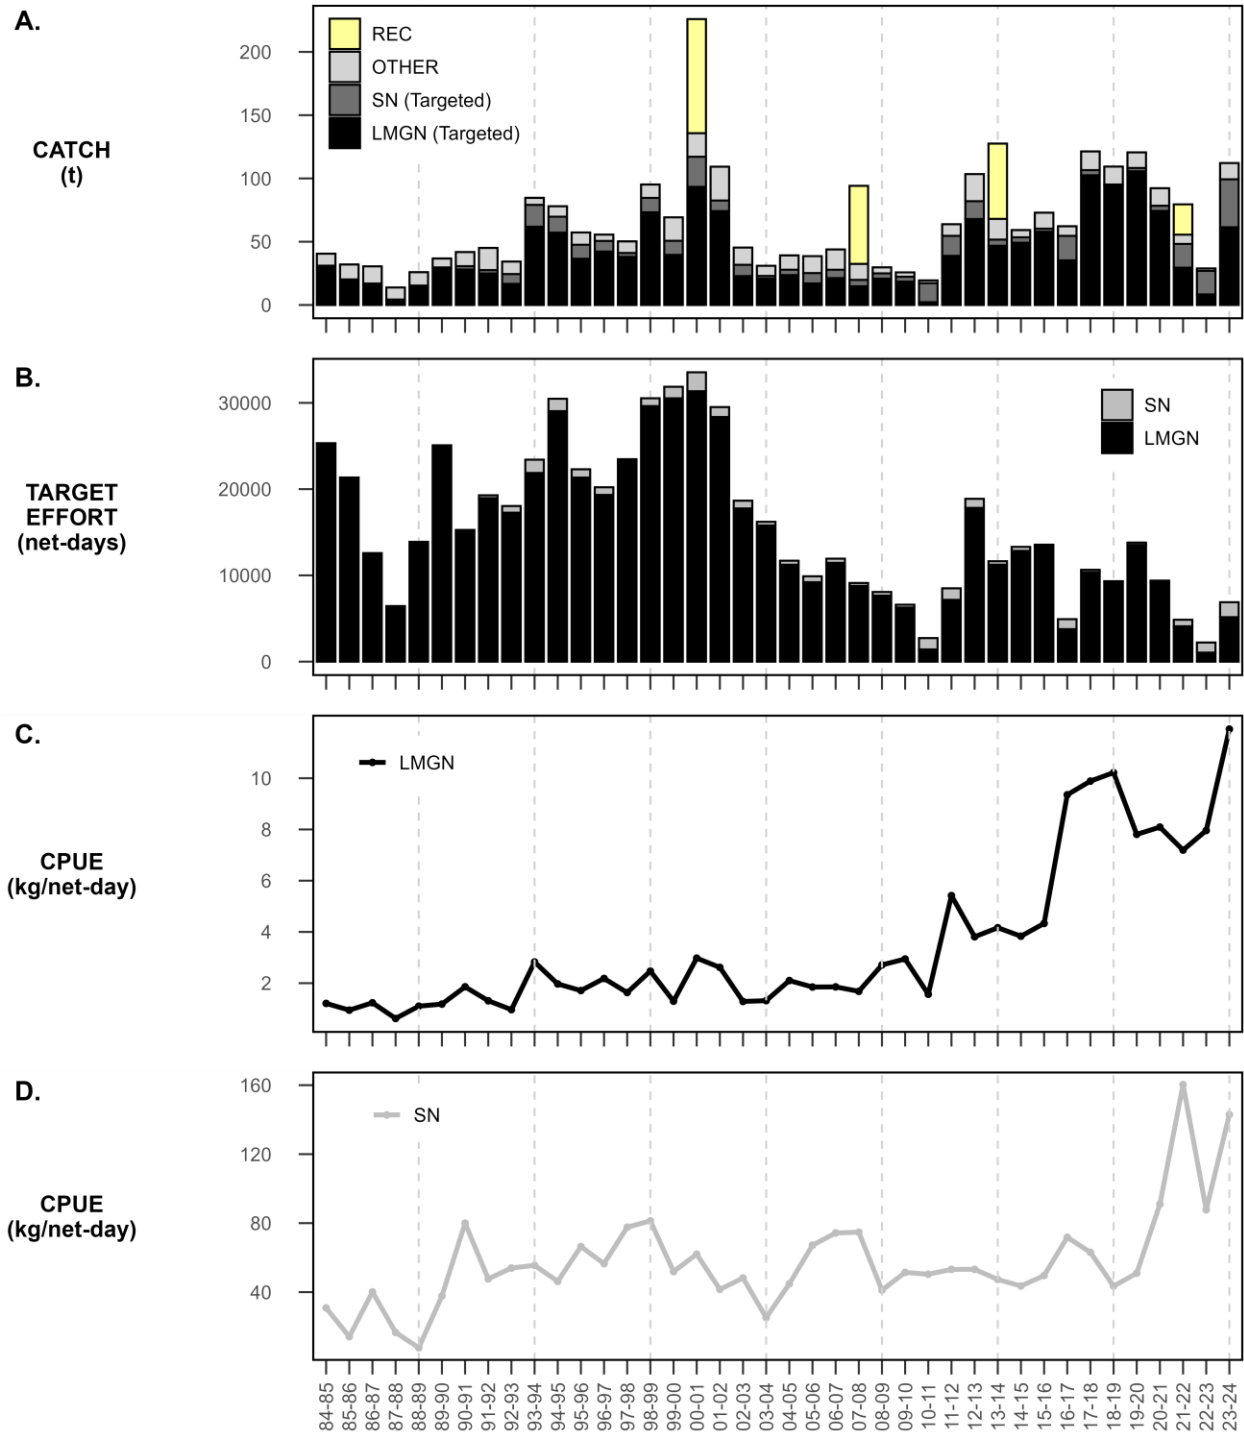 A.
CATCH
(t)
200
150
100
50
0
REC
OTHER
SN (Targeted)
LMGN (Targeted)
B.
TARGET
EFFORT
(net-days)
30000
20000
10000
0
SN
LMGN
C.
CPUE
(kg/net-day)
10
8
6
4
2
LMGN
D.
CPUE
(kg/net-day)
160
120
80
40
SN
84-85
85-86
86-87
87-88
88-89
89-90
90-91
91-92
92-93
93-94
94-95
95-96
96-97
97-98
98-999
99-00
00-01
01-02
02-03
03-04
04-05
05-06
06-07
07-08
08-09
09-10
10-11
11-12
12-13
13-14
14-15
15-16
16-17
17-18
18-19
19-20
20-21
21-22
22-23
23-24